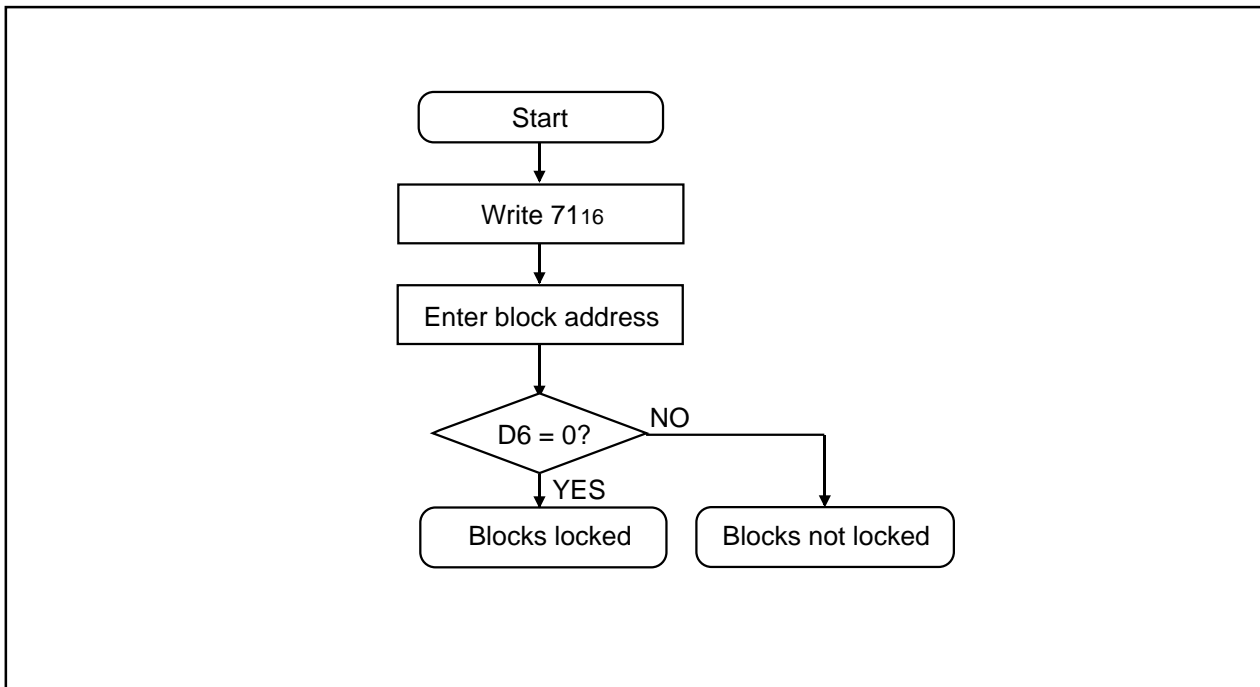 Start
Write 7116
Enter block address
D6 = 0?
NO
YES
Blocks locked
Blocks not locked